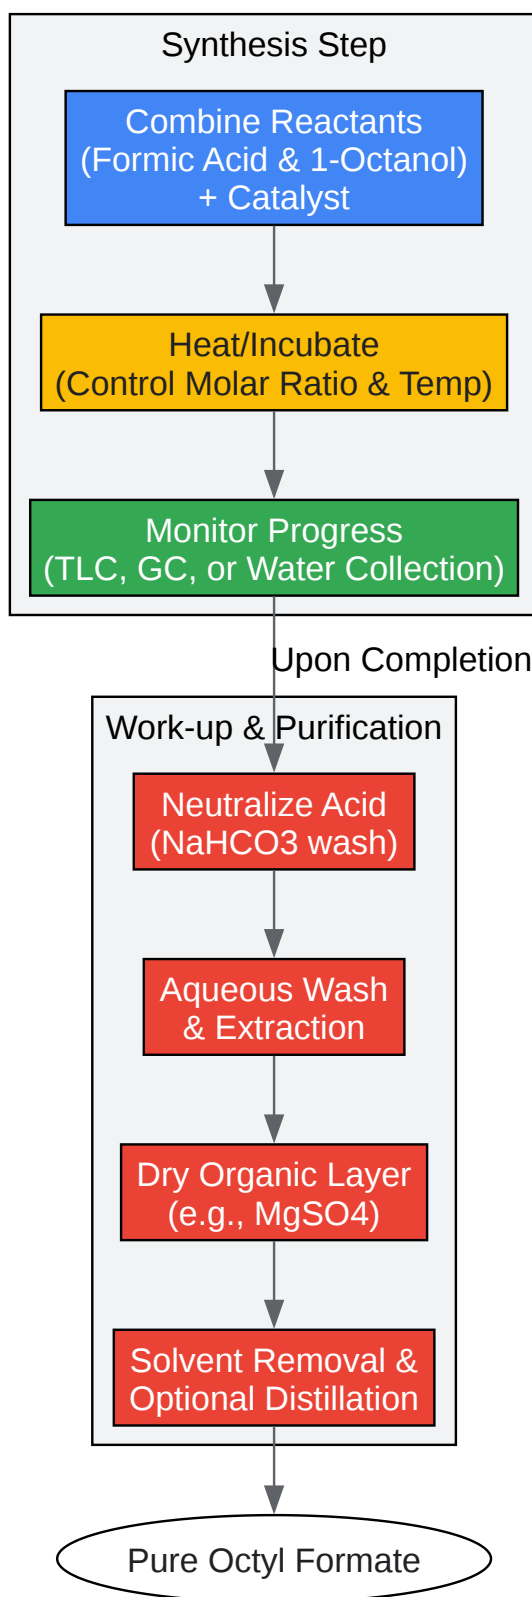 Synthesis Step
Combine Reactants
(Formic Acid & 1-Octanol)
+ Catalyst
Heat/Incubate
(Control Molar Ratio & Temp)
Monitor Progress
(TLC, GC, or Water Collection)
Upon Completion
Work-up & Purification
Neutralize Acid
(NaHCO3 wash)
Aqueous Wash
& Extraction
Dry Organic Layer
(e.g., MgSO4)
Solvent Removal &
Optional Distillation
Pure Octyl Formate